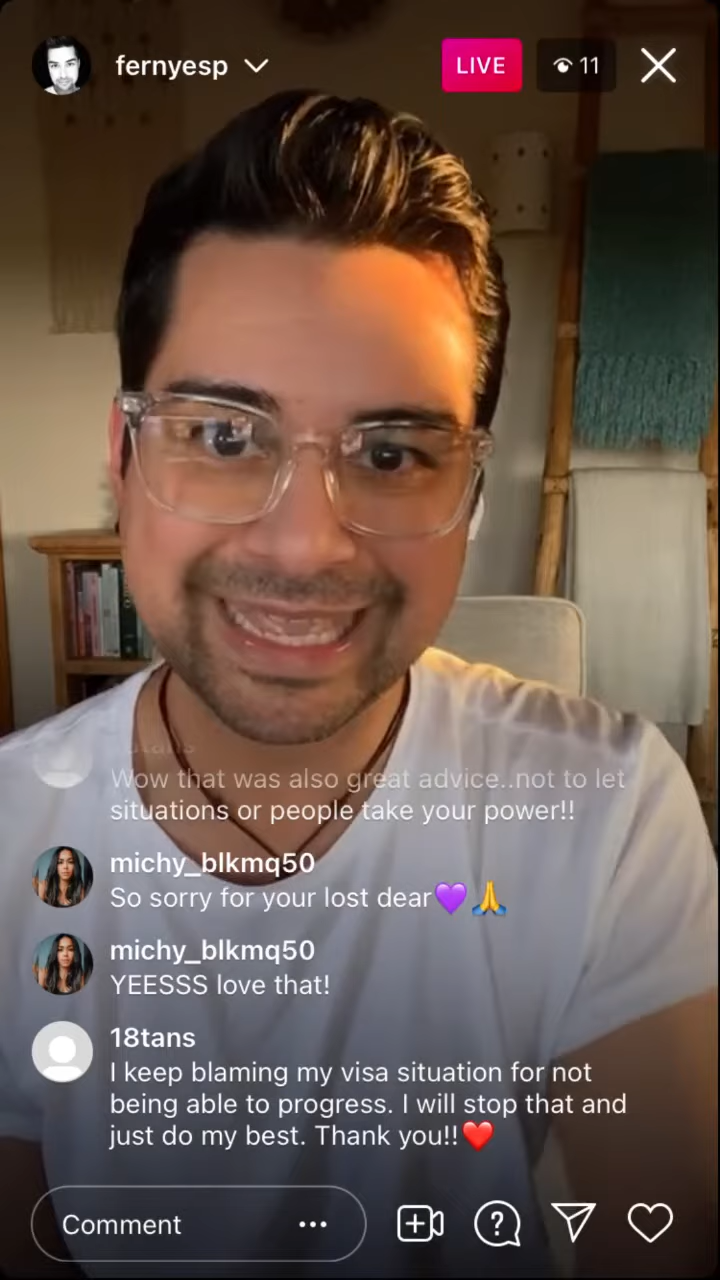 fernyesp
LIVE
11
Wow that was also great advice..not to let
situations or people take your power!!
michy_blkmq50
So sorry for your lost dear💜🙏
michy_blkmq50
YEESSS love that!
18tans
I keep blaming my visa situation for not
being able to progress. I will stop that and
just do my best. Thank you!!❤️
Comment